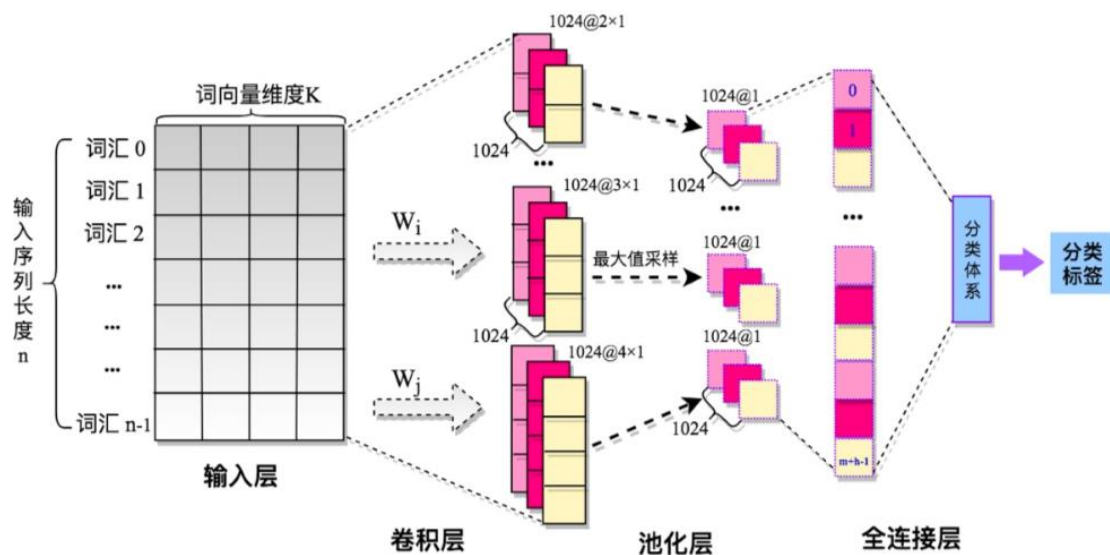 词向量维度K
输入序列长度n
词汇 0
词汇 1
词汇 2
...
...
...
词汇 n-1
输入层
W_i
W_j
1024@2×1
1024
...
1024@3×1
1024
1024@4×1
卷积层
最大值采样
1024@1
1024
...
1024@1
1024@1
1024
池化层
0
1
...
m+h-1
全连接层
分类体系
分类
标签